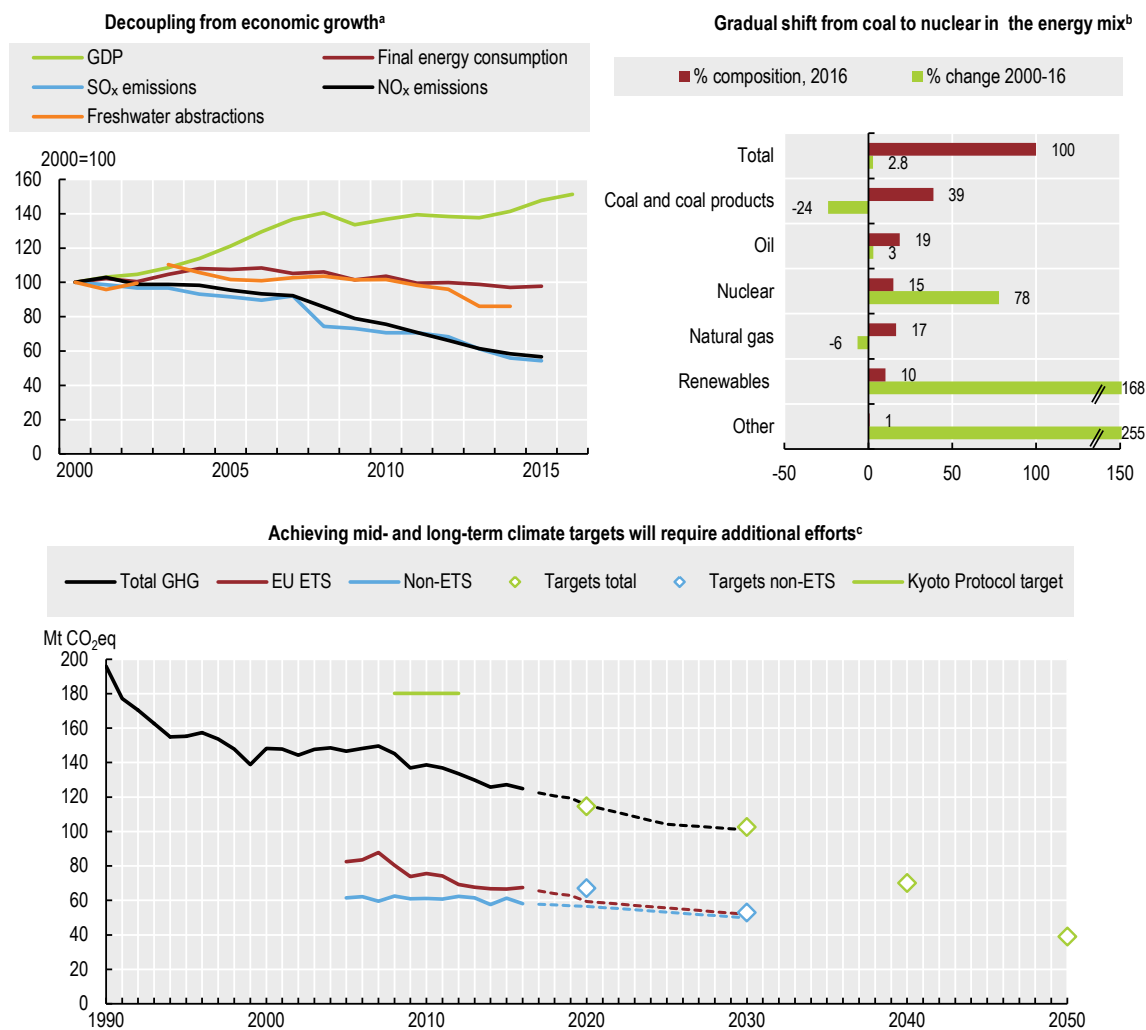 Decoupling from economic growthᵃ
GDP
Final energy consumption
SOₓ emissions
NOₓ emissions
Freshwater abstractions
2000=100
160
140
120
100
80
60
40
20
0
2000 2005 2010 2015
Gradual shift from coal to nuclear in the energy mixᵇ
% composition, 2016 % change 2000-16
Total 100
2.8
Coal and coal products 39
-24
Oil 19
3
Nuclear 15
78
Natural gas 17
-6
Renewables 10
168
Other 1
255
-50 0 50 100 150
Achieving mid- and long-term climate targets will require additional effortsᶜ
Total GHG EU ETS Non-ETS Targets total Targets non-ETS Kyoto Protocol target
Mt CO₂eq
200
180
160
140
120
100
80
60
40
20
0
1990 2000 2010 2020 2030 2040 2050